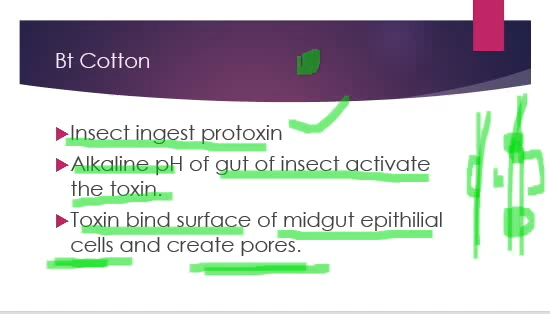 Bt Cotton
Insect ingest protoxin
Alkaline pH of gut of insect activate
the toxin.
Toxin bind surface of midgut epithilial
cells and create pores.